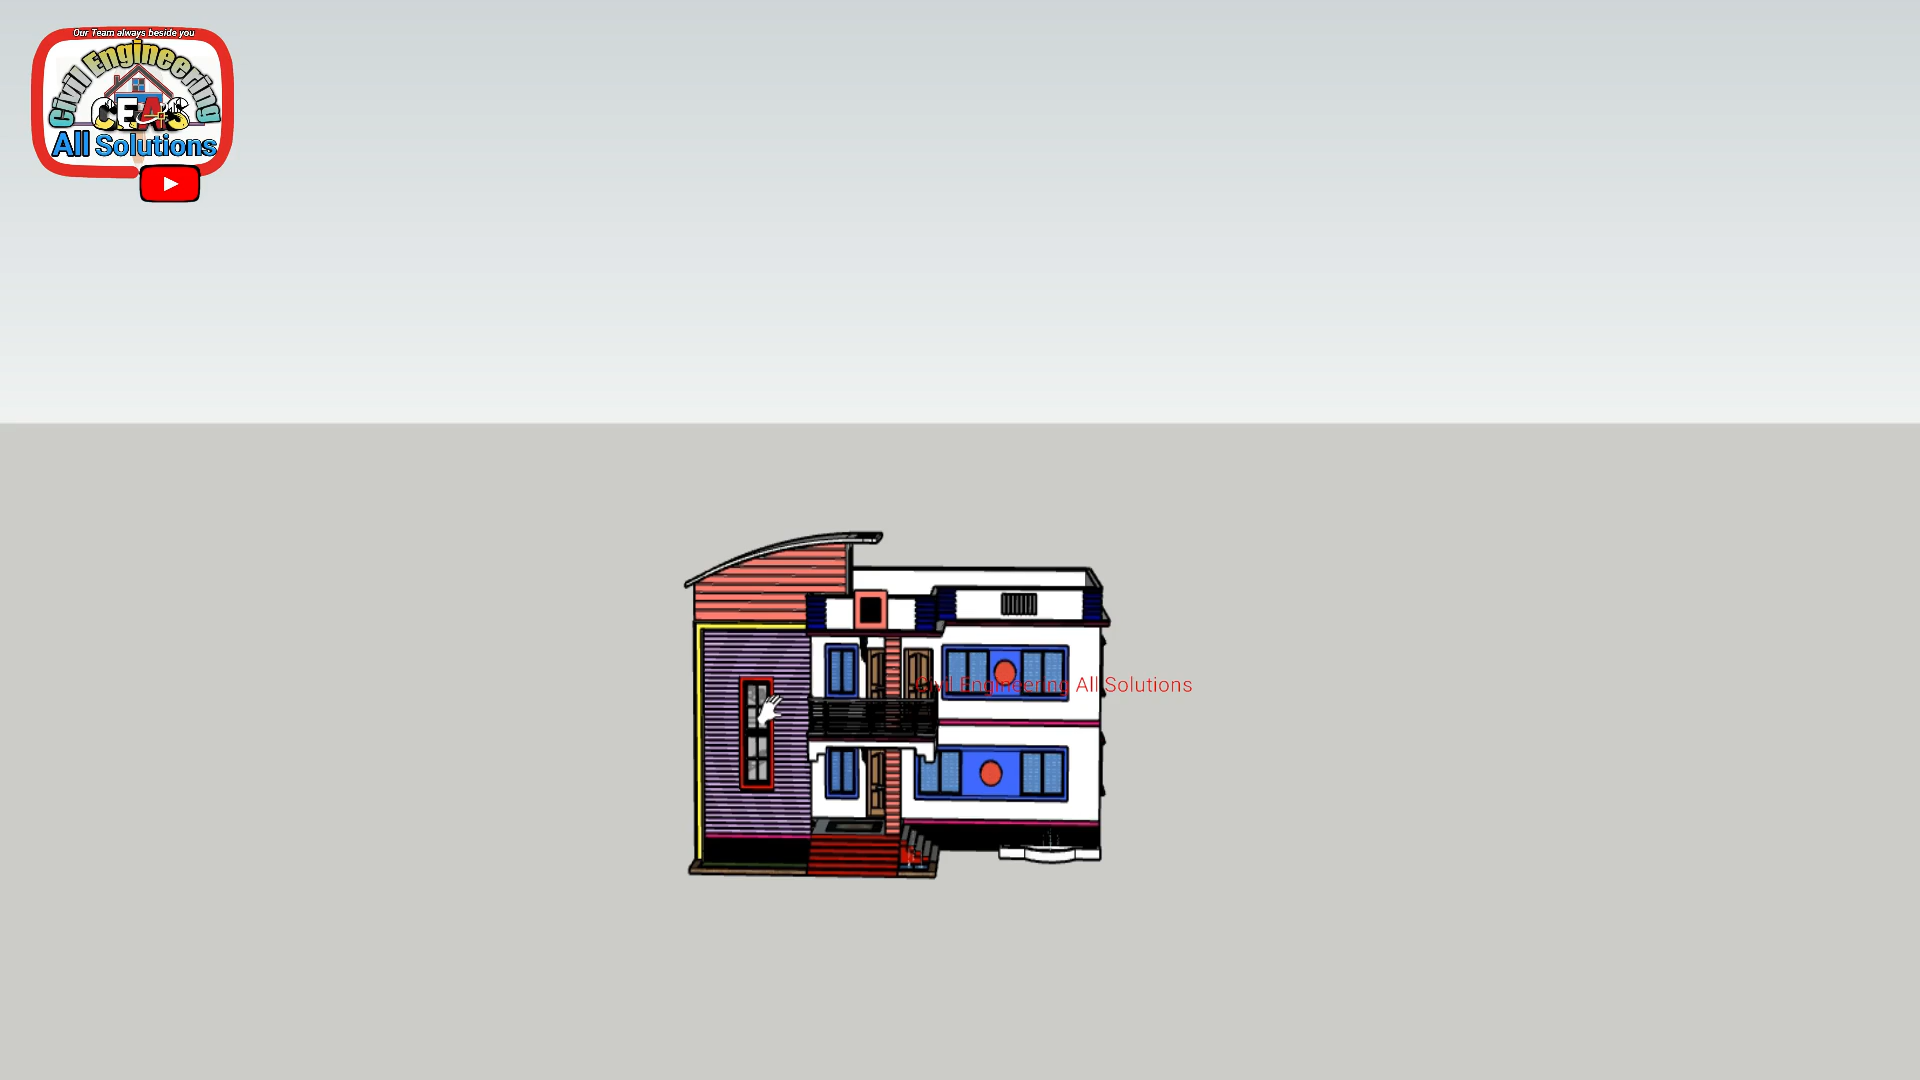 Our Team always beside you
Civil Engineering
CEAS
All Solutions
Civil Engineering All Solutions